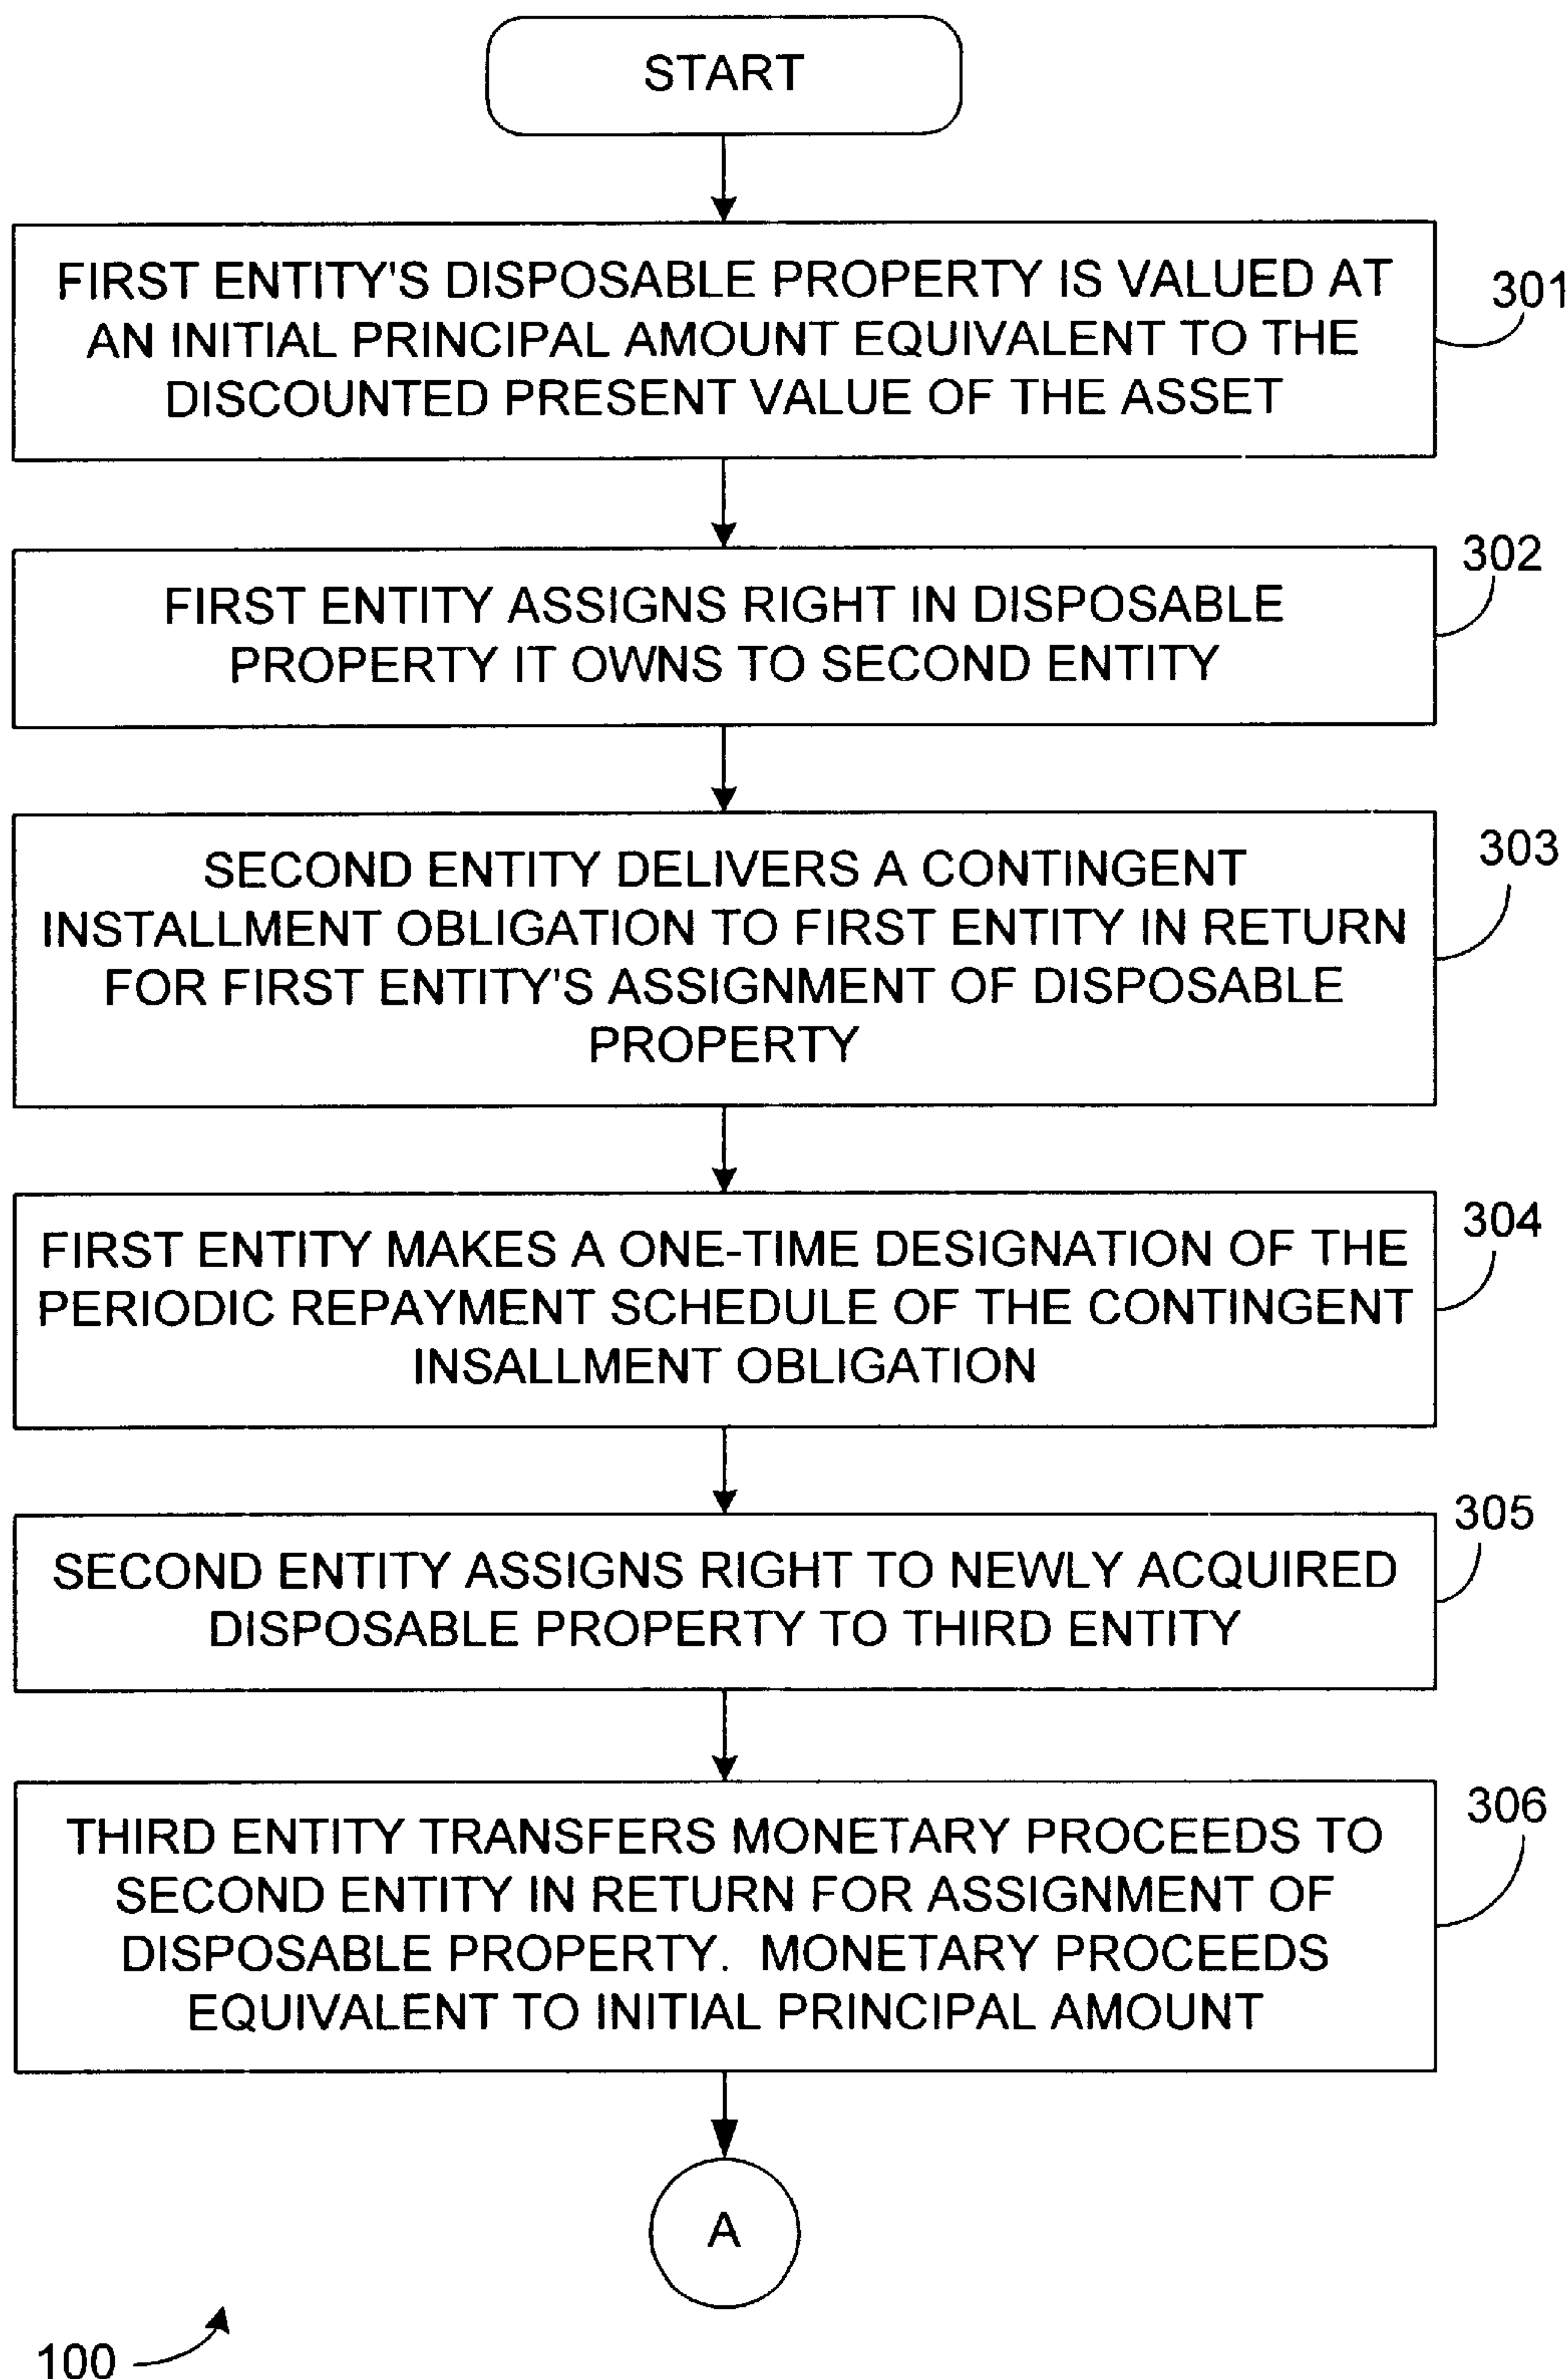 START
FIRST ENTITY'S DISPOSABLE PROPERTY IS VALUED AT
AN INITIAL PRINCIPAL AMOUNT EQUIVALENT TO THE
DISCOUNTED PRESENT VALUE OF THE ASSET
301
FIRST ENTITY ASSIGNS RIGHT IN DISPOSABLE
PROPERTY IT OWNS TO SECOND ENTITY
302
SECOND ENTITY DELIVERS A CONTINGENT
INSTALLMENT OBLIGATION TO FIRST ENTITY IN RETURN
FOR FIRST ENTITY'S ASSIGNMENT OF DISPOSABLE
PROPERTY
303
FIRST ENTITY MAKES A ONE-TIME DESIGNATION OF THE
PERIODIC REPAYMENT SCHEDULE OF THE CONTINGENT
INSALLMENT OBLIGATION
304
SECOND ENTITY ASSIGNS RIGHT TO NEWLY ACQUIRED
DISPOSABLE PROPERTY TO THIRD ENTITY
305
THIRD ENTITY TRANSFERS MONETARY PROCEEDS TO
SECOND ENTITY IN RETURN FOR ASSIGNMENT OF
DISPOSABLE PROPERTY. MONETARY PROCEEDS
EQUIVALENT TO INITIAL PRINCIPAL AMOUNT
306
A
100